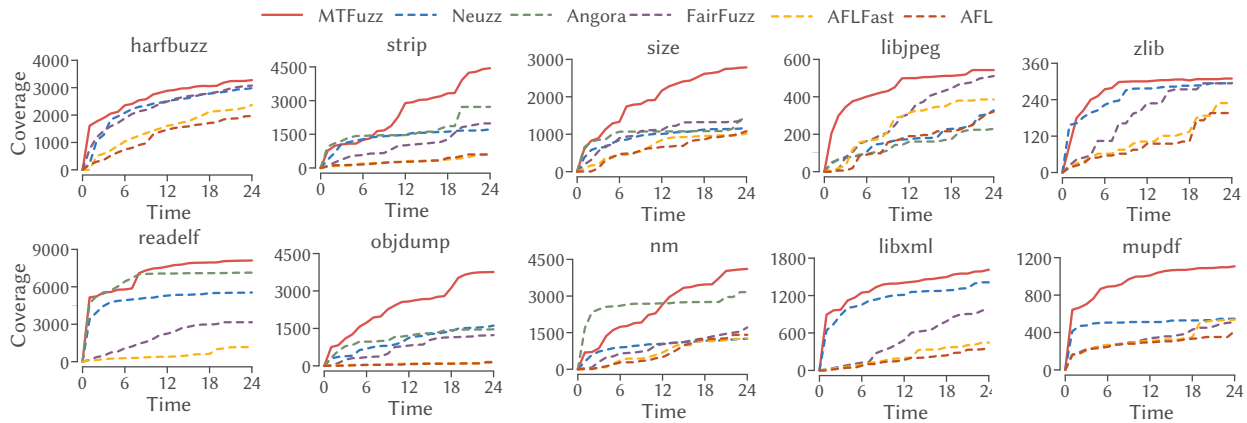 MTFuzz Neuzz Angora FairFuzz AFLFast AFL
harfbuzz strip size libjpeg zlib
Coverage
4000
3000
2000
1000
0
0 6 12 18 24
Time
4500
3000
1500
0
0 6 12 18 24
Time
3000
2000
1000
0
0 6 12 18 24
Time
600
400
200
0
0 6 12 18 24
Time
360
240
120
0
0 6 12 18 24
Time
readelf objdump nm libxml mupdf
Coverage
9000
6000
3000
0
0 6 12 18 24
Time
4500
3000
1500
0
0 6 12 18 24
Time
4500
3000
1500
0
0 6 12 18 24
Time
1800
1200
600
0
0 6 12 18 24
Time
1200
800
400
0
0 6 12 18 24
Time